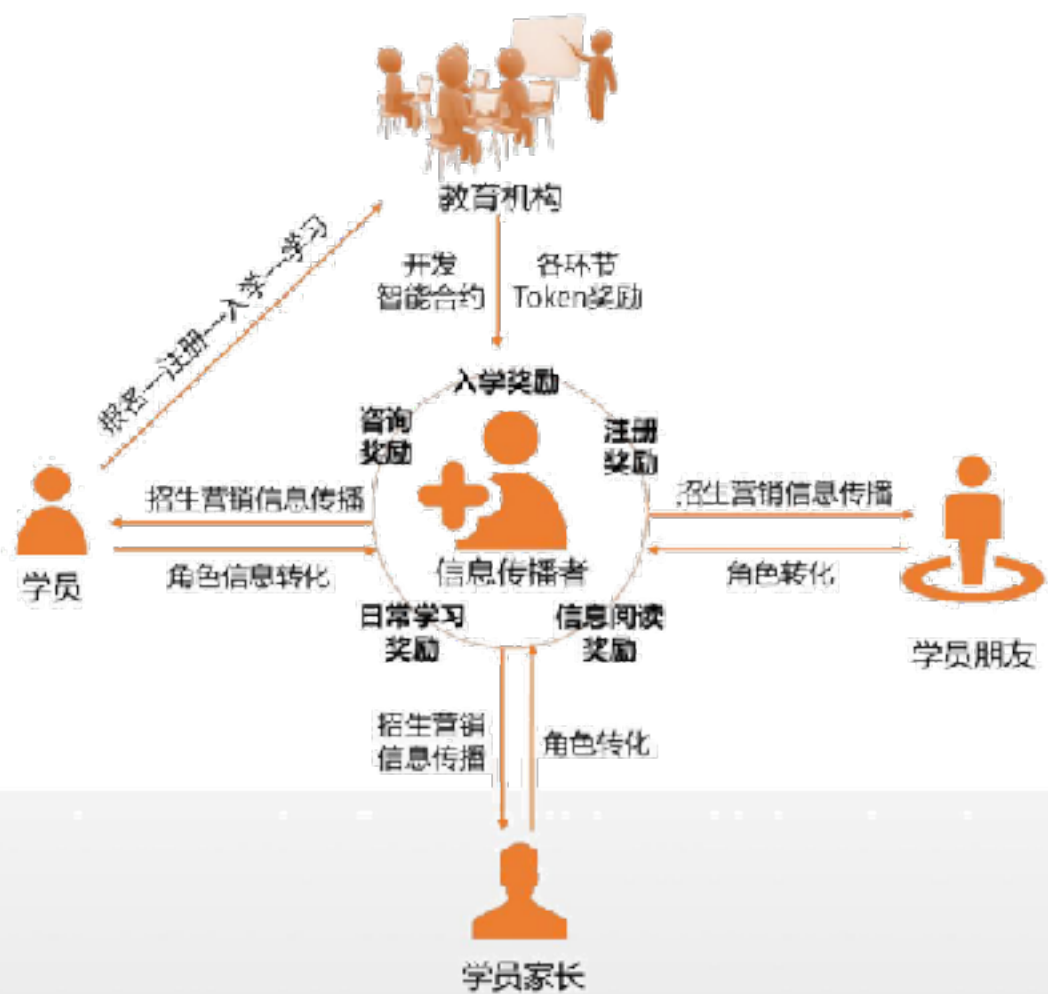 教育机构
报名—注册—入学—学习
开发
智能合约
各环节
Token奖励
入学奖励
咨询
奖励
注册
奖励
招生营销信息传播
招生营销信息传播
学员
角色信息转化
信息传播者
角色转化
日常学习
奖励
信息阅读
奖励
学员朋友
招生营销
信息传播
角色转化
学员家长